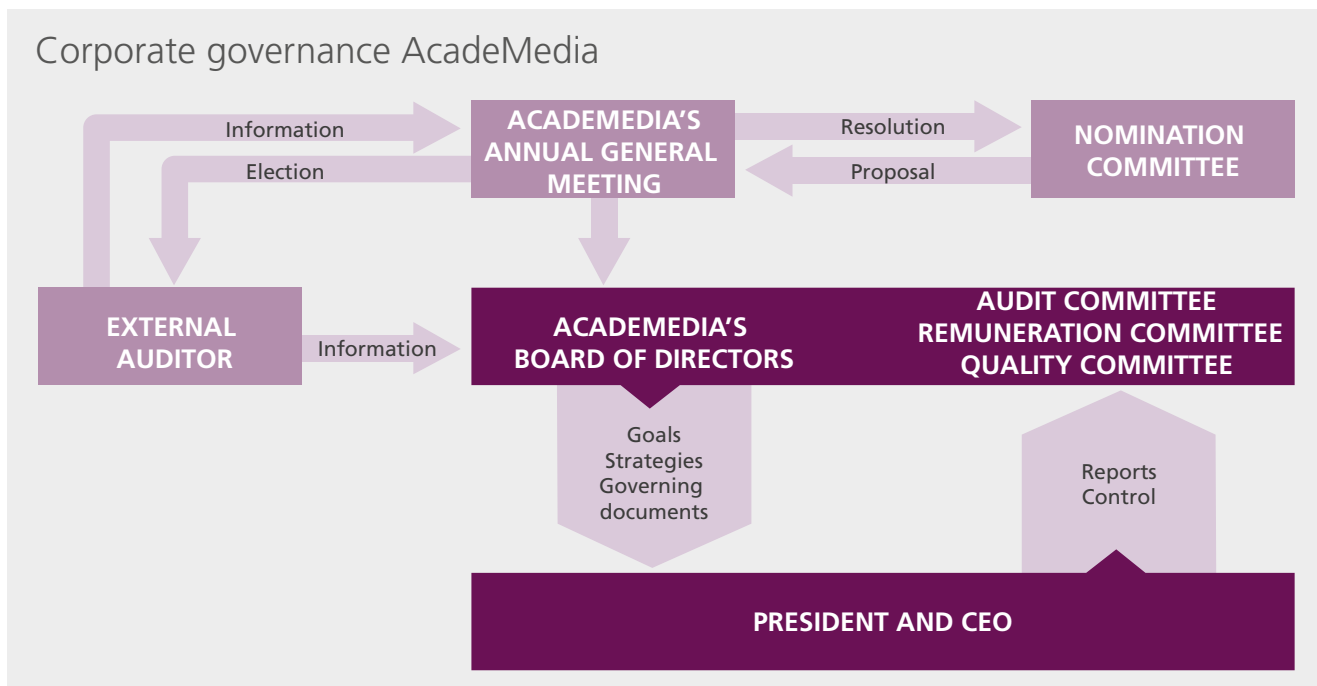 Corporate governance AcadeMedia
Information
Election
ACADEMEDIA'S
ANNUAL GENERAL
MEETING
Resolution
Proposal
NOMINATION
COMMITTEE
EXTERNAL
AUDITOR
Information
ACADEMEDIA'S
BOARD OF DIRECTORS
AUDIT COMMITTEE
REMUNERATION COMMITTEE
QUALITY COMMITTEE
Goals
Strategies
Governing
documents
Reports
Control
PRESIDENT AND CEO